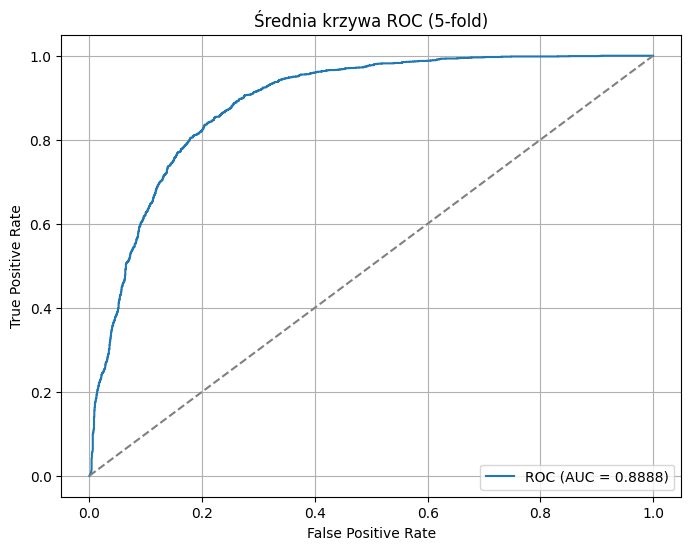 Średnia krzywa ROC (5-fold)
True Positive Rate
1.0
0.8
0.6
0.4
0.2
0.0
ROC (AUC = 0.8888)
0.0 0.2 0.4 0.6 0.8 1.0
False Positive Rate